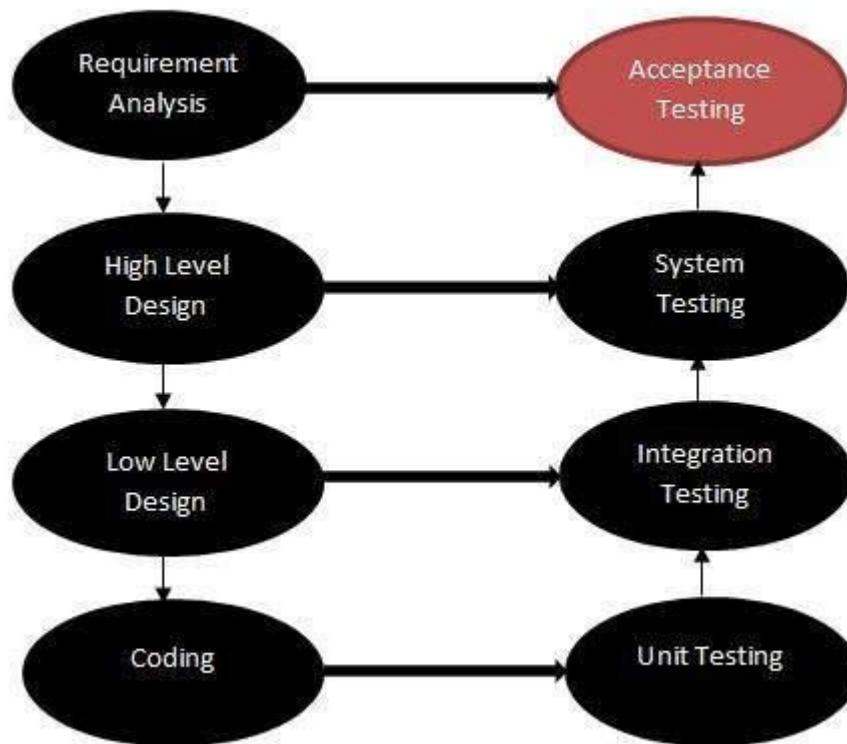 Requirement
Analysis
Acceptance
Testing
High Level
Design
System
Testing
Low Level
Design
Integration
Testing
Coding
Unit Testing